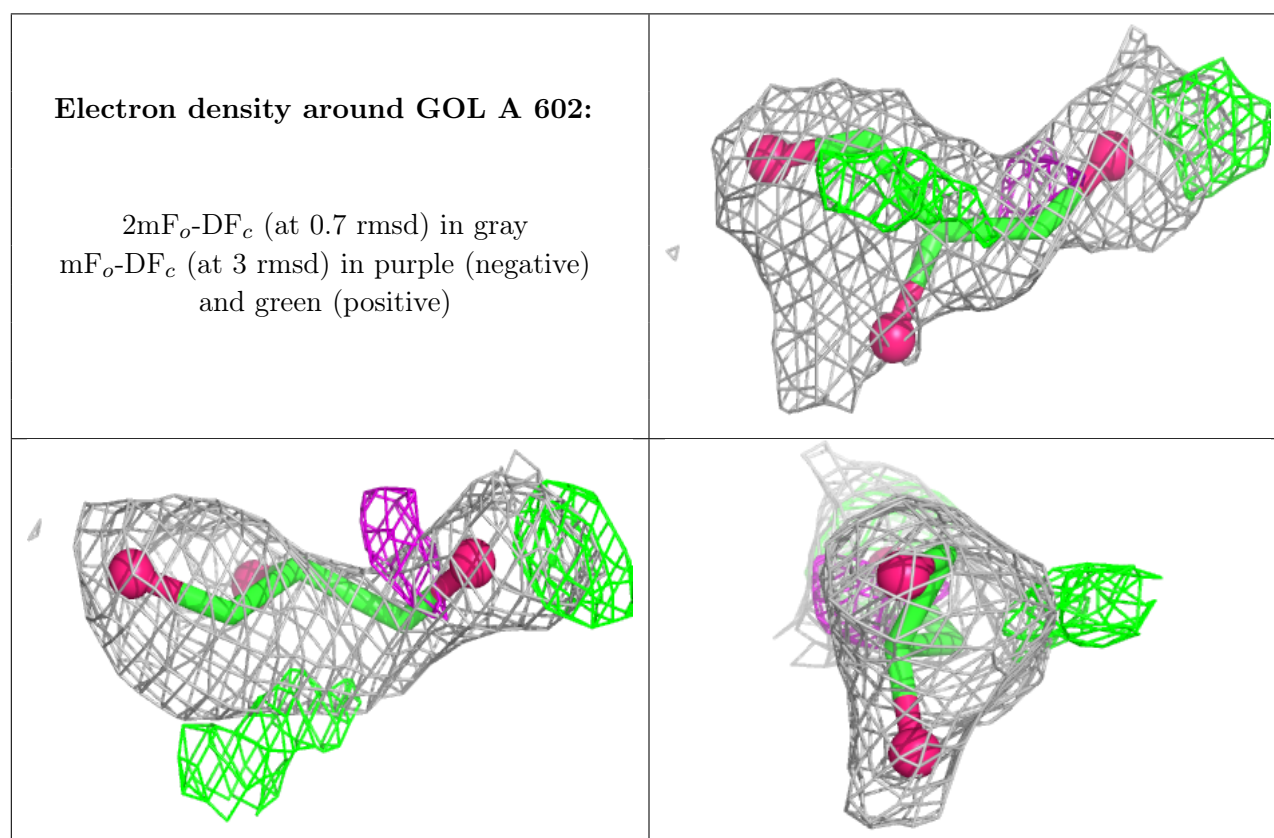 Electron density around GOL A 602:
2mFₒ-DF𝒸 (at 0.7 rmsd) in gray
mFₒ-DF𝒸 (at 3 rmsd) in purple (negative)
and green (positive)